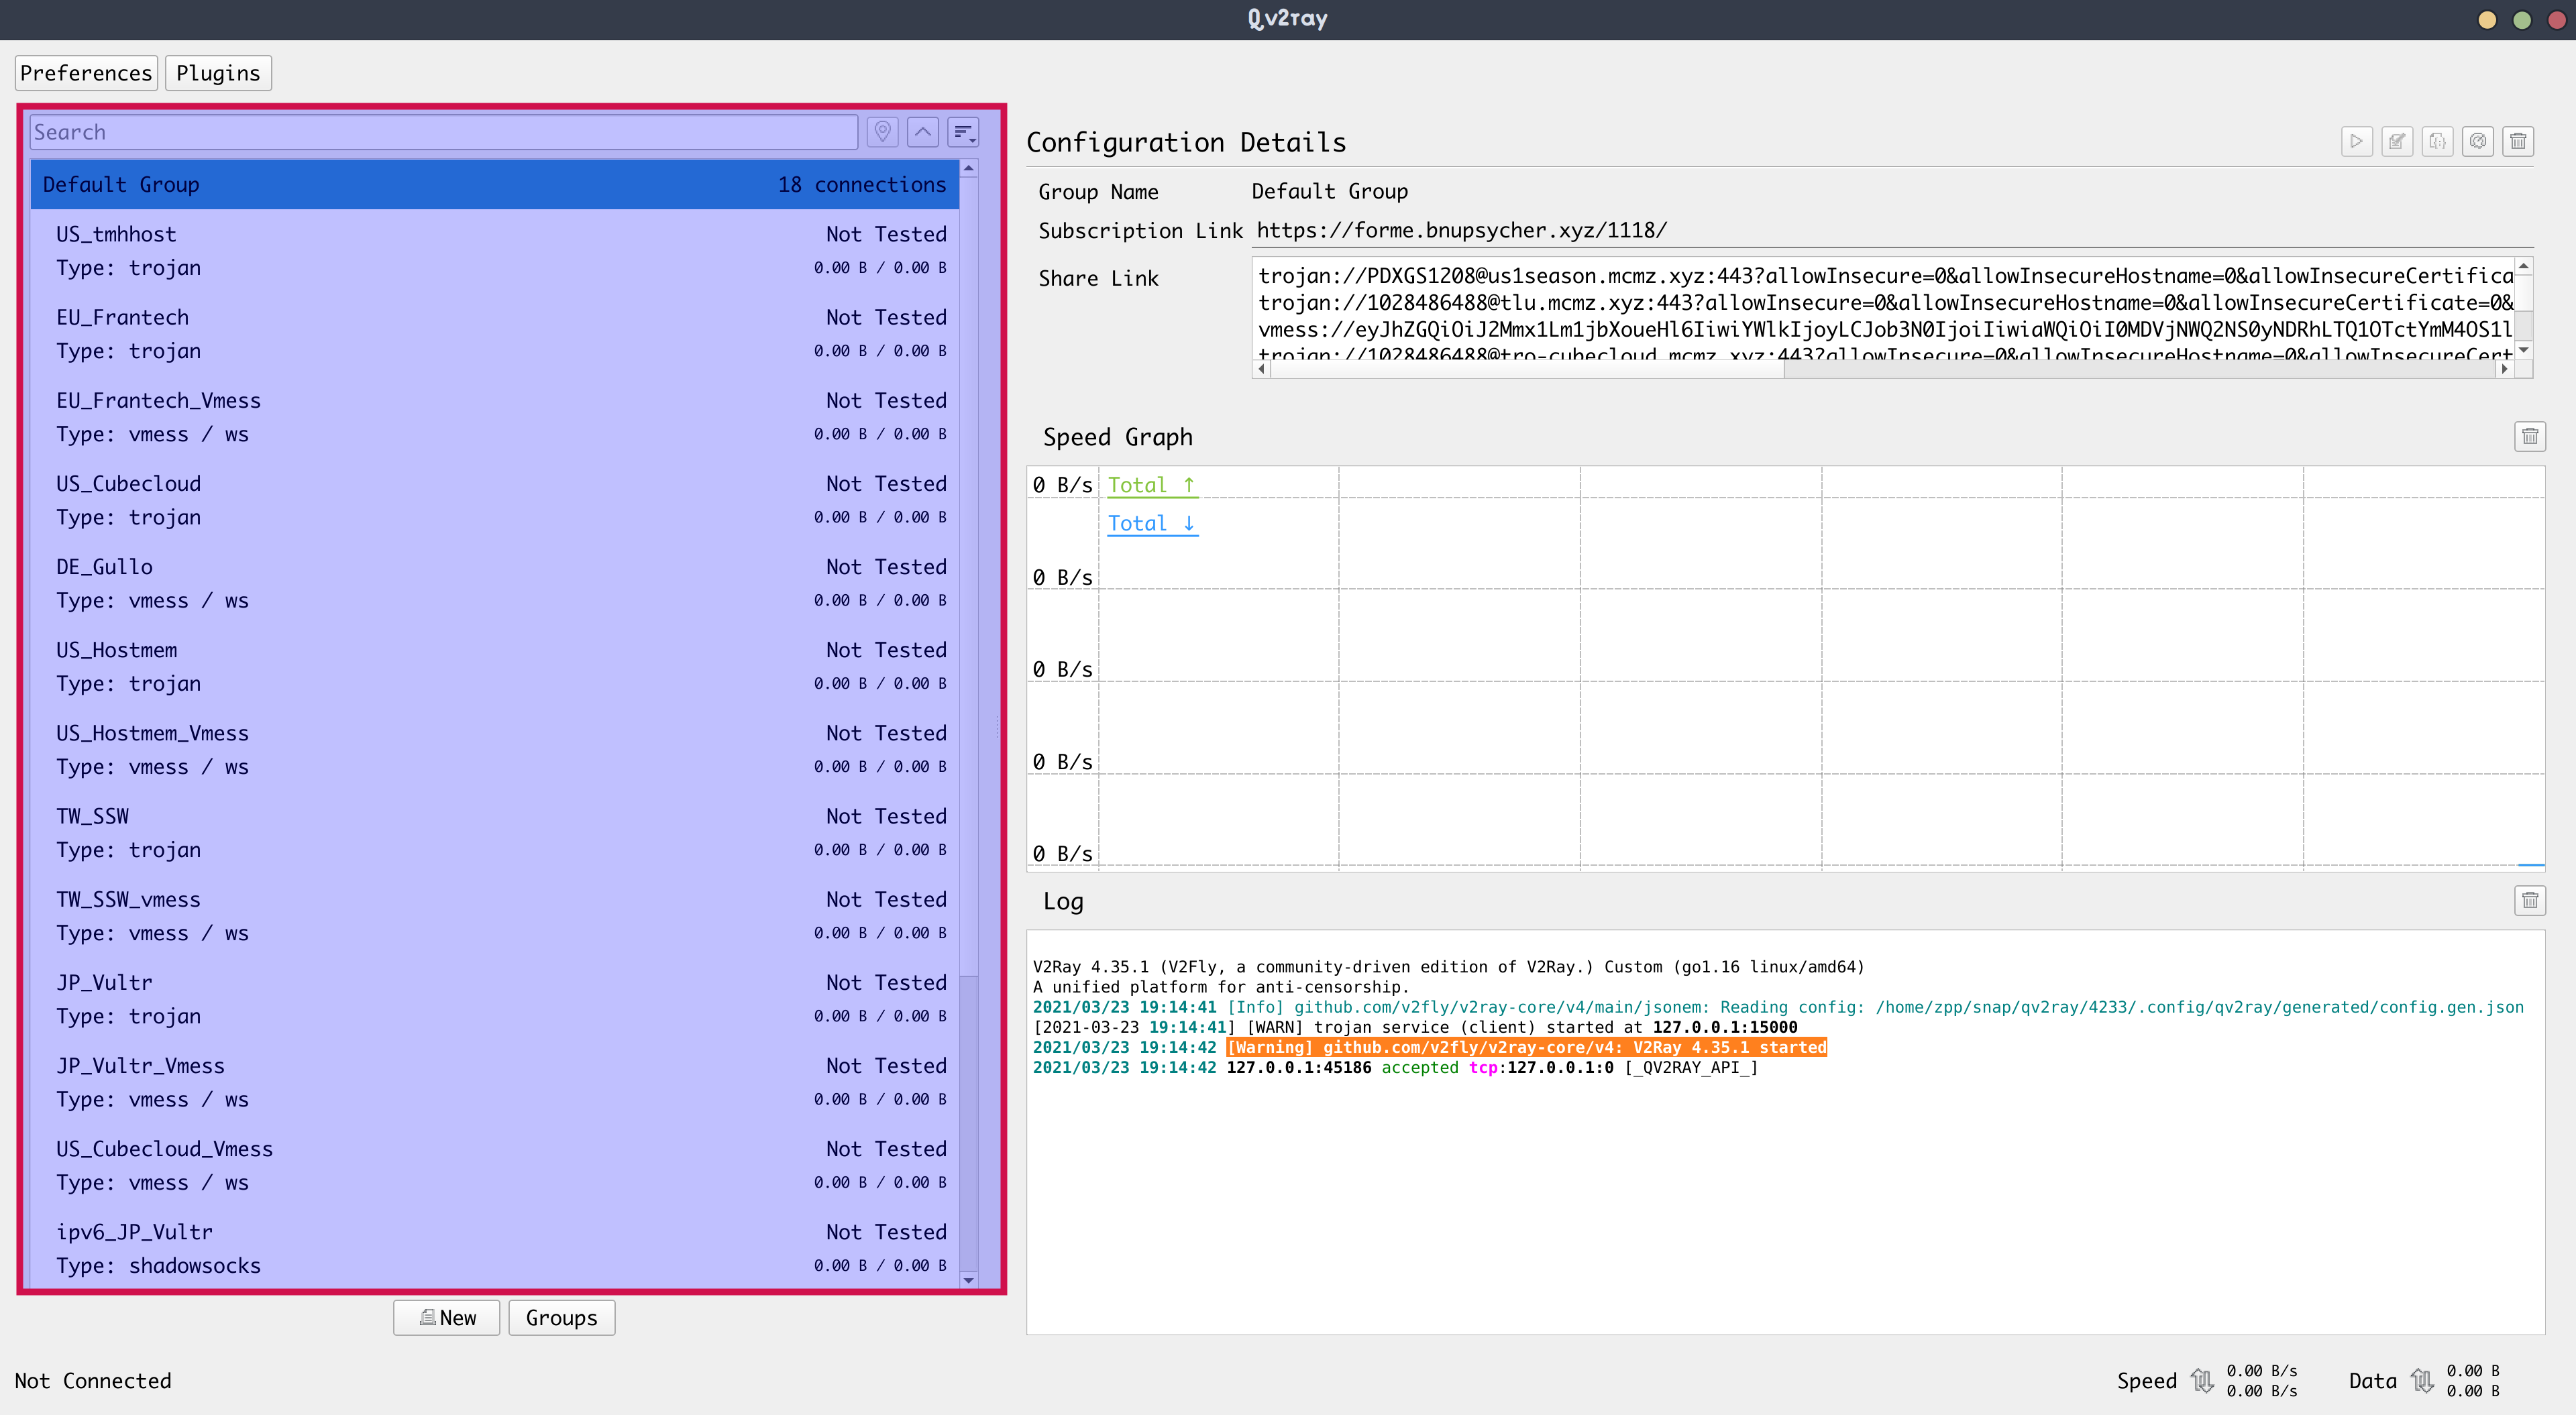 Qv2ray
Preferences
Plugins
Search
Default Group 18 connections
US_tmhhost Not Tested
Type: trojan 0.00 B / 0.00 B
EU_Frantech Not Tested
Type: trojan 0.00 B / 0.00 B
EU_Frantech_Vmess Not Tested
Type: vmess / ws 0.00 B / 0.00 B
US_Cubecloud Not Tested
Type: trojan 0.00 B / 0.00 B
DE_Gullo Not Tested
Type: vmess / ws 0.00 B / 0.00 B
US_Hostmem Not Tested
Type: trojan 0.00 B / 0.00 B
US_Hostmem_Vmess Not Tested
Type: vmess / ws 0.00 B / 0.00 B
TW_SSW Not Tested
Type: trojan 0.00 B / 0.00 B
TW_SSW_vmess Not Tested
Type: vmess / ws 0.00 B / 0.00 B
JP_Vultr Not Tested
Type: trojan 0.00 B / 0.00 B
JP_Vultr_Vmess Not Tested
Type: vmess / ws 0.00 B / 0.00 B
US_Cubecloud_Vmess Not Tested
Type: vmess / ws 0.00 B / 0.00 B
ipv6_JP_Vultr Not Tested
Type: shadowsocks 0.00 B / 0.00 B
New
Groups
Not Connected
Configuration Details
Group Name Default Group
Subscription Link https://forme.bnupsycher.xyz/1118/
Share Link
trojan://PDXGS1208@us1season.mcmz.xyz:443?allowInsecure=0&allowInsecureHostname=0&allowInsecureCertifica
trojan://1028486488@tlu.mcmz.xyz:443?allowInsecure=0&allowInsecureHostname=0&allowInsecureCertificate=0&
vmess://eyJhZGQiOiJ2Mmx1Lm1jbXoueHl6IiwiYWlkIjoyLCJob3N0IjoiIiwiaWQiOiI0MDVjNWQ2NS0yNDRhLTQ1OTctYmM4OS1l
trojan://1028486488@tro-cubecloud.mcmz.xyz:443?allowInsecure=0&allowInsecureHostname=0&allowInsecureCert
Speed Graph
0 B/s Total ↑
Total ↓
0 B/s
0 B/s
0 B/s
0 B/s
Log
V2Ray 4.35.1 (V2Fly, a community-driven edition of V2Ray.) Custom (go1.16 linux/amd64)
A unified platform for anti-censorship.
2021/03/23 19:14:41 [Info] github.com/v2fly/v2ray-core/v4/main/jsonem: Reading config: /home/zpp/snap/qv2ray/4233/.config/qv2ray/generated/config.gen.json
[2021-03-23 19:14:41] [WARN] trojan service (client) started at 127.0.0.1:15000
2021/03/23 19:14:42 [Warning] github.com/v2fly/v2ray-core/v4: V2Ray 4.35.1 started
2021/03/23 19:14:42 127.0.0.1:45186 accepted tcp:127.0.0.1:0 [_QV2RAY_API_]
Speed 0.00 B/s
0.00 B/s
Data 0.00 B
0.00 B